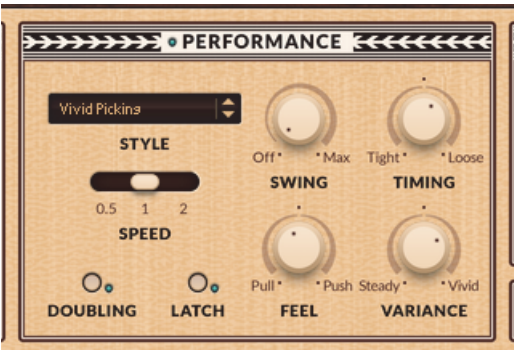 PERFORMANCE
Vivid Picking
STYLE
0.5 1 2
SPEED
DOUBLING
LATCH
Off Max
SWING
Tight Loose
TIMING
Pull Push
FEEL
Steady Vivid
VARIANCE